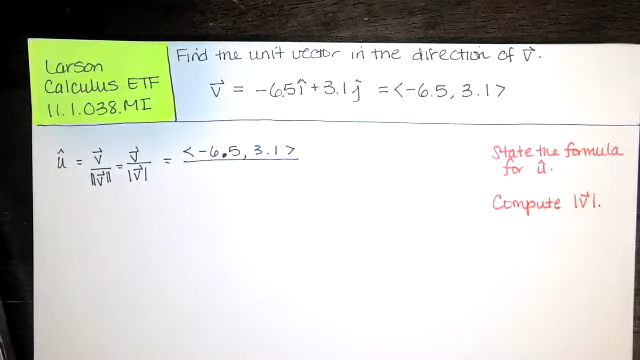 Larson
Calculus ETF
11.1.038.MI
Find the unit vector in the direction of v⃗.
v⃗ = -6.5î + 3.1ĵ = <-6.5, 3.1>
û = v⃗/‖v⃗‖ = v⃗/|v⃗| = <-6.5, 3.1>
State the formula
for û.
Compute |v⃗|.